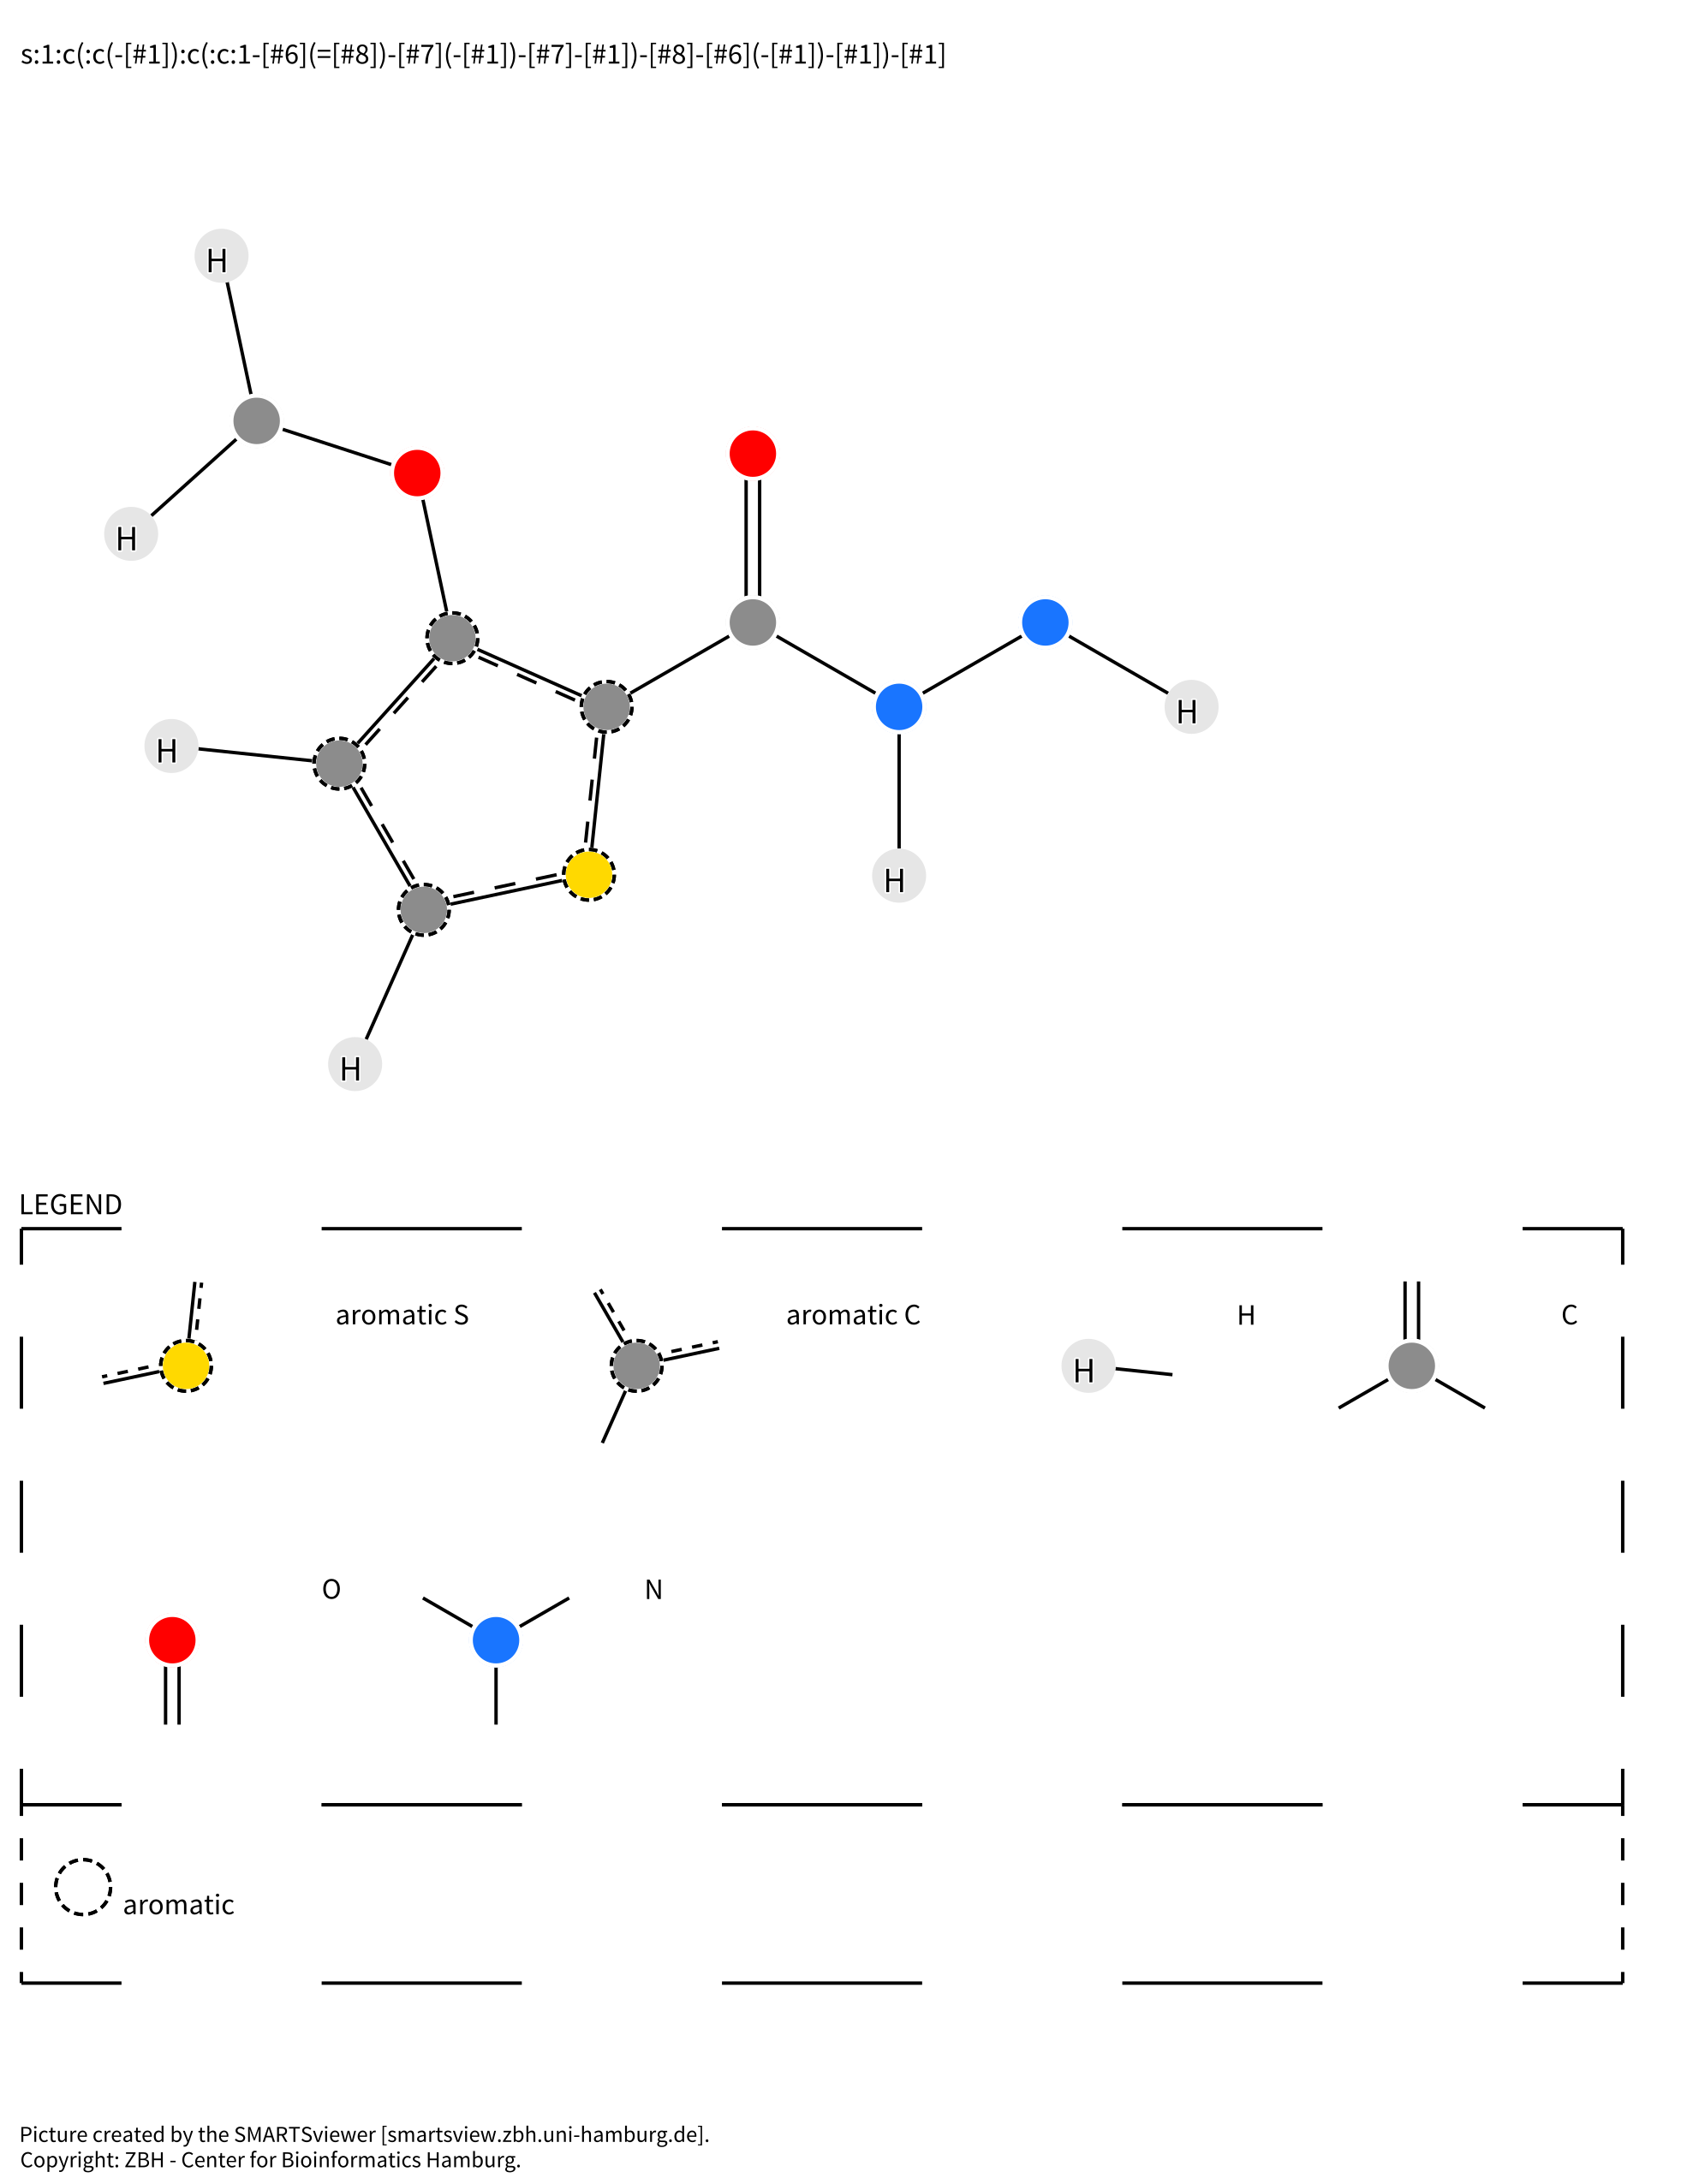 s:1:c(:c(-[#1]):c(:c:1-[#6](=[#8])-[#7](-[#1])-[#7]-[#1])-[#8]-[#6](-[#1])-[#1])-[#1]
H
H
H
H
H
H
LEGEND
aromatic S
aromatic C
H
H
C
O
N
aromatic
Picture created by the SMARTSviewer [smartsview.zbh.uni-hamburg.de].
Copyright: ZBH - Center for Bioinformatics Hamburg.